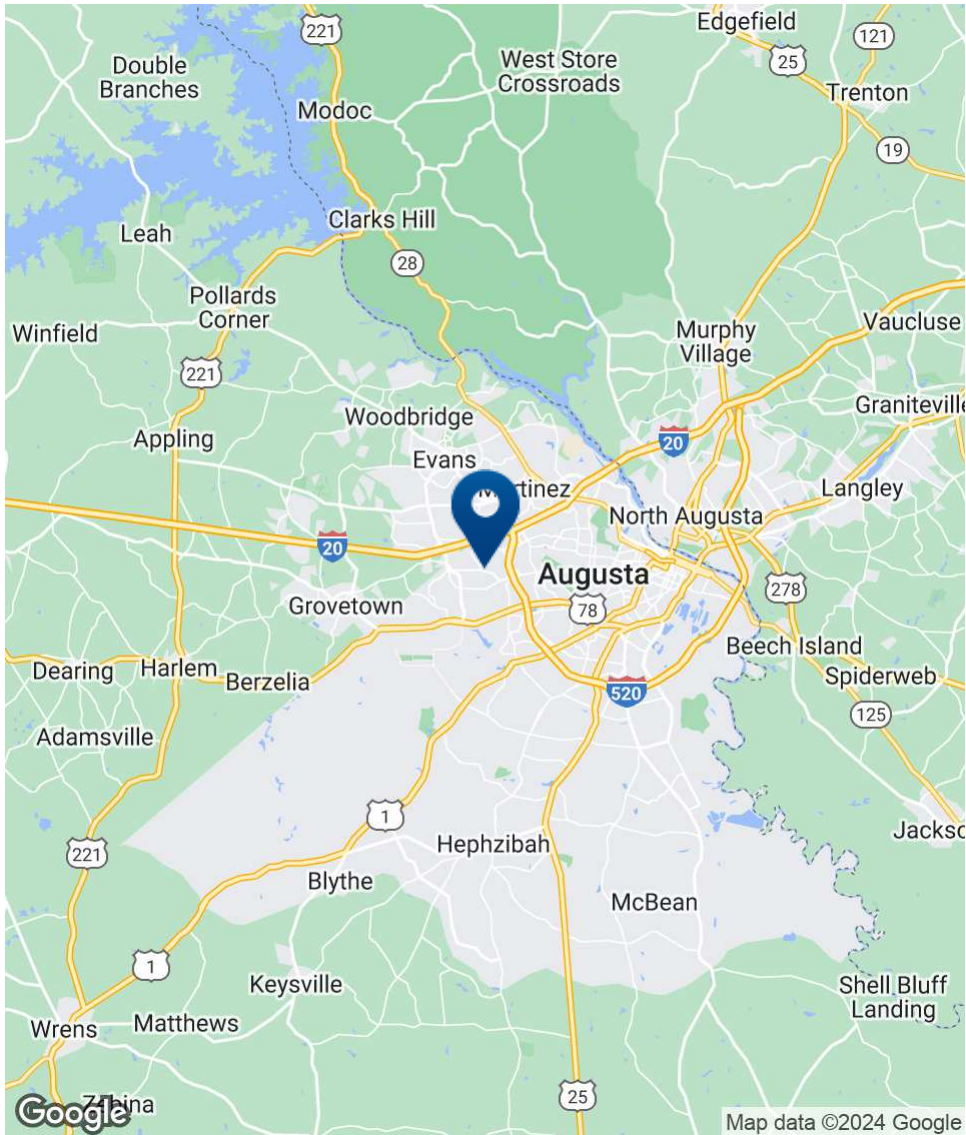 Edgefield
221
121
25
West Store
Crossroads
Double
Branches
Trenton
Modoc
19
Clarks Hill
Leah
28
Pollards
Corner
Vaucluse
Winfield
Murphy
Village
221
Graniteville
Woodbridge
Appling
20
Evans
Martinez
Langley
North Augusta
20
Augusta
278
Grovetown
78
Beech Island
Dearing
Harlem
Spiderweb
Berzelia
520
125
Adamsville
1
Jackso
Hephzibah
221
Blythe
McBean
1
Keysville
Shell Bluff
Landing
Wrens
Matthews
25
Zebina
Google
Map data ©2024 Google